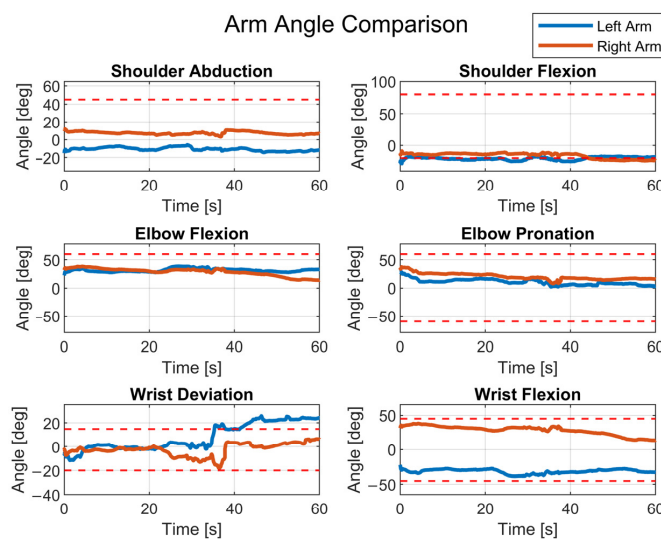 Arm Angle Comparison
Left Arm
Right Arm
Shoulder Abduction
Angle [deg]
60
40
20
0
−20
0 20 40 60
Time [s]
Shoulder Flexion
Angle [deg]
100
50
0
0 20 40 60
Time [s]
Elbow Flexion
Angle [deg]
50
0
−50
0 20 40 60
Time [s]
Elbow Pronation
Angle [deg]
50
0
−50
0 20 40 60
Time [s]
Wrist Deviation
Angle [deg]
20
0
−20
−40
0 20 40 60
Time [s]
Wrist Flexion
Angle [deg]
50
0
−50
0 20 40 60
Time [s]